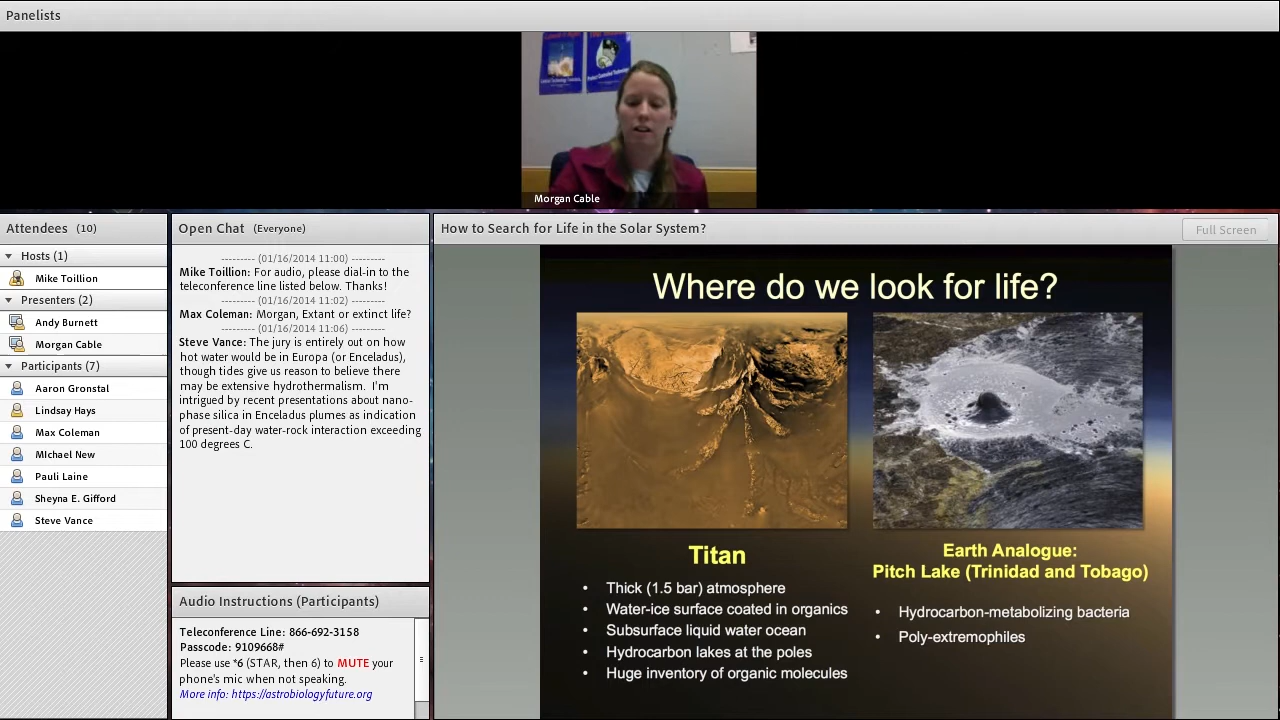 Panelists
Morgan Cable
Attendees (10)
Hosts (1)
Mike Toillion
Presenters (2)
Andy Burnett
Morgan Cable
Participants (7)
Aaron Gronstal
Lindsay Hays
Max Coleman
MIchael New
Pauli Laine
Sheyna E. Gifford
Steve Vance
Open Chat (Everyone)
--------- (01/16/2014 11:00) ---------
Mike Toillion: For audio, please dial-in to the
teleconference line listed below. Thanks!
--------- (01/16/2014 11:02) ---------
Max Coleman: Morgan, Extant or extinct life?
--------- (01/16/2014 11:06) ---------
Steve Vance: The jury is entirely out on how
hot water would be in Europa (or Enceladus),
though tides give us reason to believe there
may be extensive hydrothermalism. I'm
intrigued by recent presentations about nano-
phase silica in Enceladus plumes as indication
of present-day water-rock interaction exceeding
100 degrees C.
Audio Instructions (Participants)
Teleconference Line: 866-692-3158
Passcode: 9109668#
Please use *6 (STAR, then 6) to MUTE your
phone's mic when not speaking.
More info: https://astrobiologyfuture.org
How to Search for Life in the Solar System?
Full Screen
Where do we look for life?
Titan
• Thick (1.5 bar) atmosphere
• Water-ice surface coated in organics
• Subsurface liquid water ocean
• Hydrocarbon lakes at the poles
• Huge inventory of organic molecules
Earth Analogue:
Pitch Lake (Trinidad and Tobago)
• Hydrocarbon-metabolizing bacteria
• Poly-extremophiles